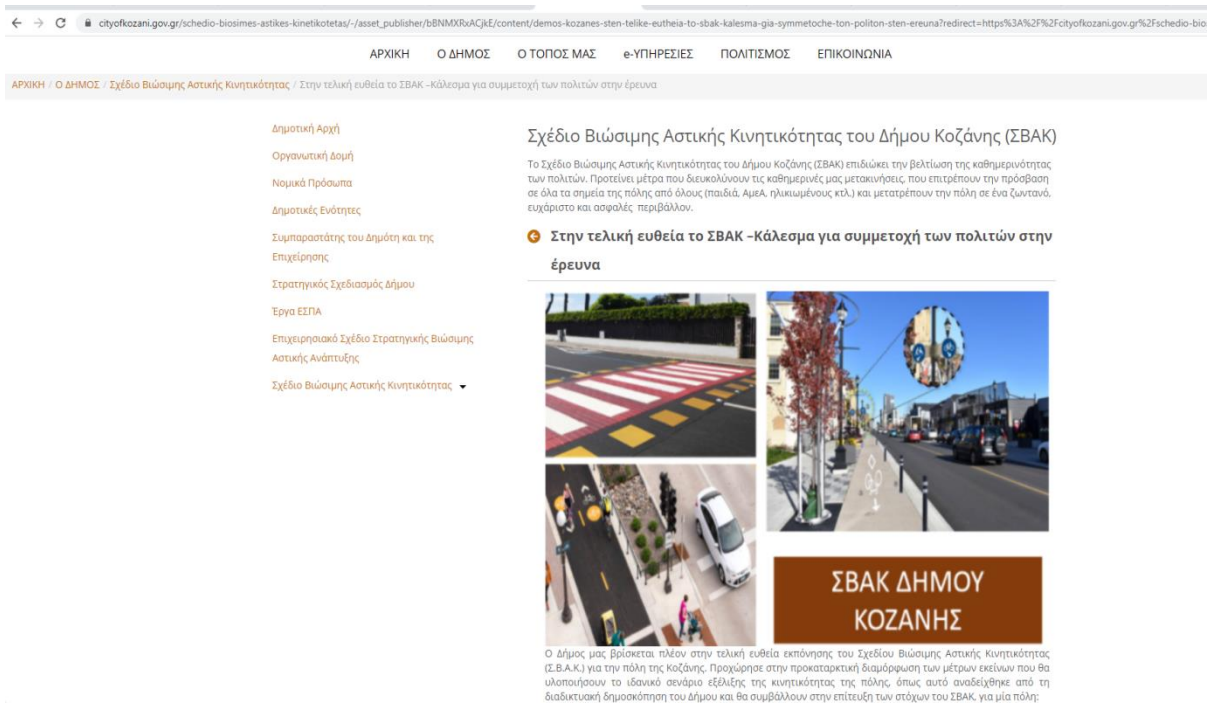 cityofkozani.gov.gr/schedio-biosimes-astikes-kinetikotetas/-/asset_publisher/bBNMXRxACjkE/content/demos-kozanes-sten-telike-eutheia-to-sbak-kalesma-gia-symmetoche-ton-politon-sten-ereuna?redirect=https%3A%2F%2Fcityofkozani.gov.gr%2Fschedio-bio
ΑΡΧΙΚΗ Ο ΔΗΜΟΣ Ο ΤΟΠΟΣ ΜΑΣ e-ΥΠΗΡΕΣΙΕΣ ΠΟΛΙΤΙΣΜΟΣ ΕΠΙΚΟΙΝΩΝΙΑ
ΑΡΧΙΚΗ / Ο ΔΗΜΟΣ / Σχέδιο Βιώσιμης Αστικής Κινητικότητας / Στην τελική ευθεία το ΣΒΑΚ –Κάλεσμα για συμμετοχή των πολιτών στην έρευνα
Δημοτική Αρχή
Οργανωτική Δομή
Νομικά Πρόσωπα
Δημοτικές Ενότητες
Συμπαραστάτης του Δημότη και της
Επιχείρησης
Στρατηγικός Σχεδιασμός Δήμου
Έργα ΕΣΠΑ
Επιχειρησιακό Σχέδιο Στρατηγικής Βιώσιμης
Αστικής Ανάπτυξης
Σχέδιο Βιώσιμης Αστικής Κινητικότητας
Σχέδιο Βιώσιμης Αστικής Κινητικότητας του Δήμου Κοζάνης (ΣΒΑΚ)
Το Σχέδιο Βιώσιμης Αστικής Κινητικότητας του Δήμου Κοζάνης (ΣΒΑΚ) επιδιώκει την βελτίωση της καθημερινότητας
των πολιτών. Προτείνει μέτρα που διευκολύνουν τις καθημερινές μας μετακινήσεις, που επιτρέπουν την πρόσβαση
σε όλα τα σημεία της πόλης από όλους (παιδιά, ΑμεΑ, ηλικιωμένους κτλ.) και μετατρέπουν την πόλη σε ένα ζωντανό,
ευχάριστο και ασφαλές περιβάλλον.
Στην τελική ευθεία το ΣΒΑΚ –Κάλεσμα για συμμετοχή των πολιτών στην
έρευνα
ΣΒΑΚ ΔΗΜΟΥ
ΚΟΖΑΝΗΣ
Ο Δήμος μας βρίσκεται πλέον στην τελική ευθεία εκπόνησης του Σχεδίου Βιώσιμης Αστικής Κινητικότητας
(Σ.Β.Α.Κ.) για την πόλη της Κοζάνης. Προχώρησε στην προκαταρκτική διαμόρφωση των μέτρων εκείνων που θα
υλοποιήσουν το ιδανικό σενάριο εξέλιξης της κινητικότητας της πόλης, όπως αυτό αναδείχθηκε από τη
διαδικτυακή δημοσκόπηση του Δήμου και θα συμβάλλουν στην επίτευξη των στόχων του ΣΒΑΚ, για μία πόλη: